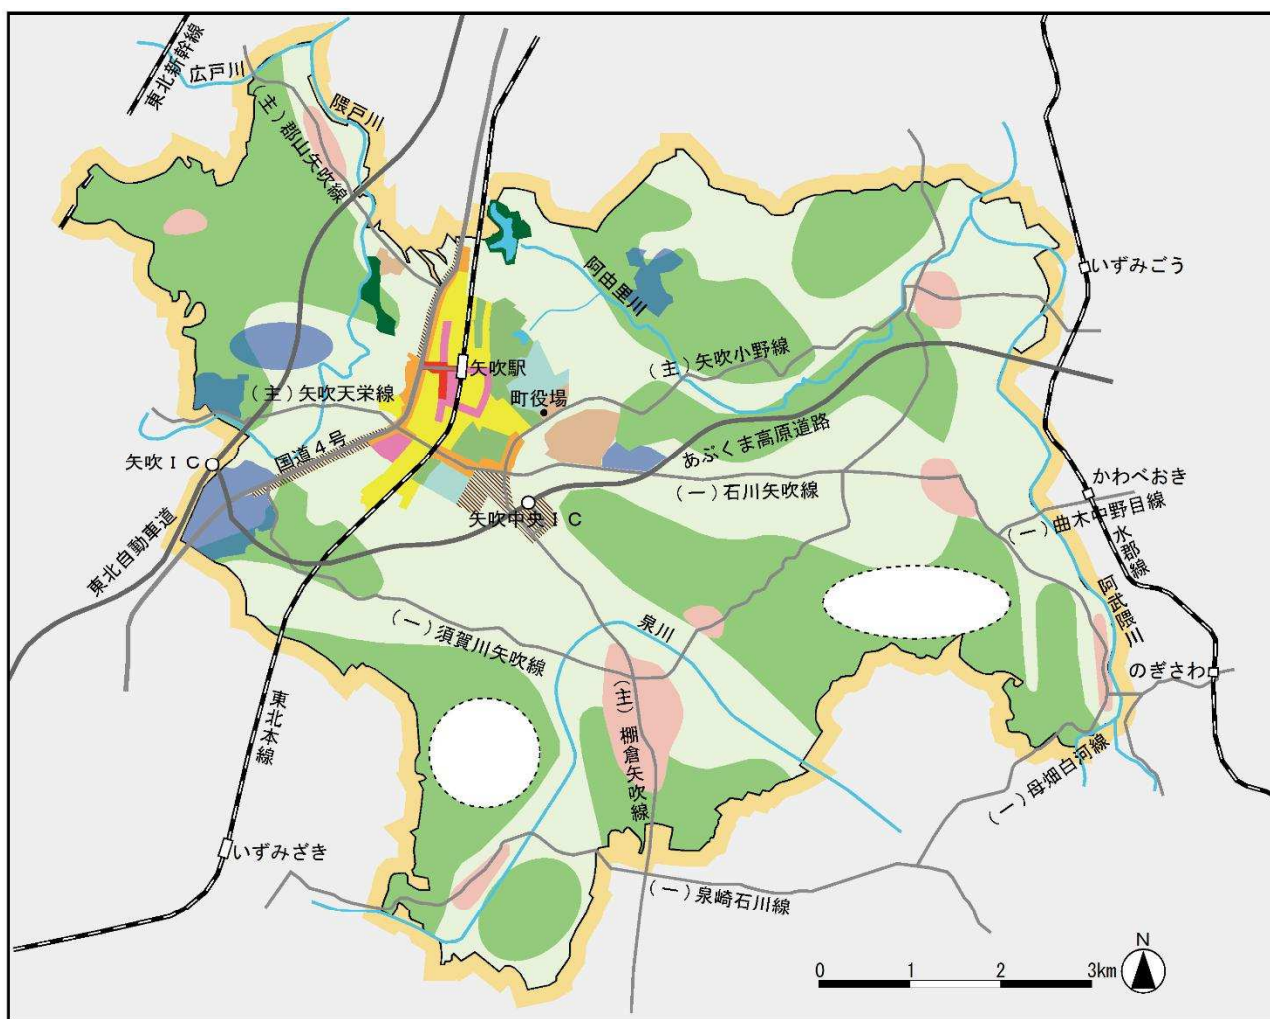 東北新幹線
広戸川
隈戸川
(主)郡山矢吹線
いずみごう
阿由里川
(主)矢吹小野線
矢吹駅
町役場
(主)矢吹天栄線
国道4号
あぶくま高原道路
矢吹IC
(一)石川矢吹線
かわべおき
矢吹中央IC
(一)曲木中野目線
水郡線
東北自動車道
阿武隈川
(一)須賀川矢吹線
泉川
のぎさわ
東北本線
(主)棚倉矢吹線
(一)母畑白河線
いずみざき
(一)泉崎石川線
N
0 1 2 3km